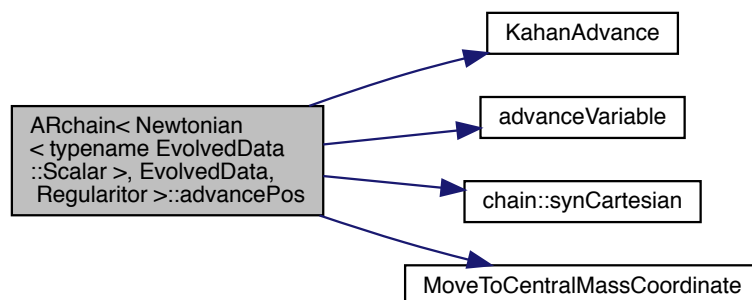 ARchain< Newtonian
< typename EvolvedData
::Scalar >, EvolvedData,
Regularitor >::advancePos
KahanAdvance
advanceVariable
chain::synCartesian
MoveToCentralMassCoordinate